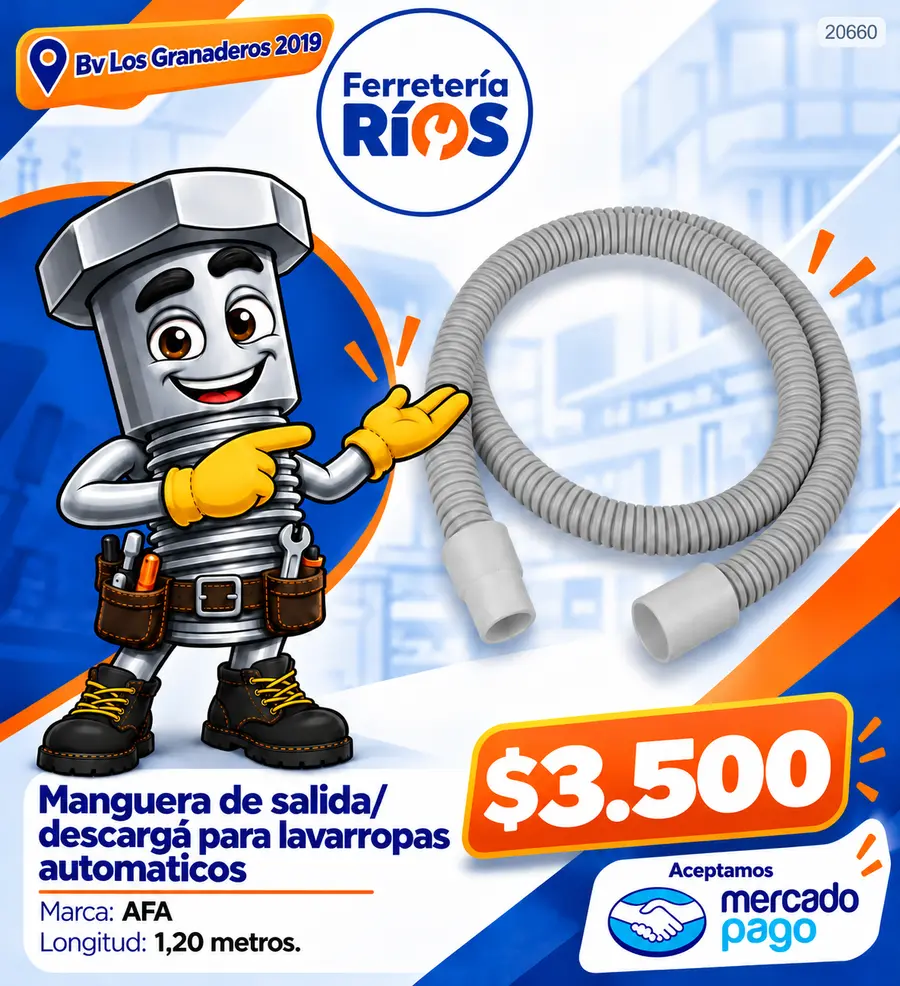 Bv Los Granaderos 2019
Ferretería
RÍOS
20660
$3.500
Manguera de salida/
descargá para lavarropas
automaticos
Marca: AFA
Longitud: 1,20 metros.
Aceptamos
mercado
pago